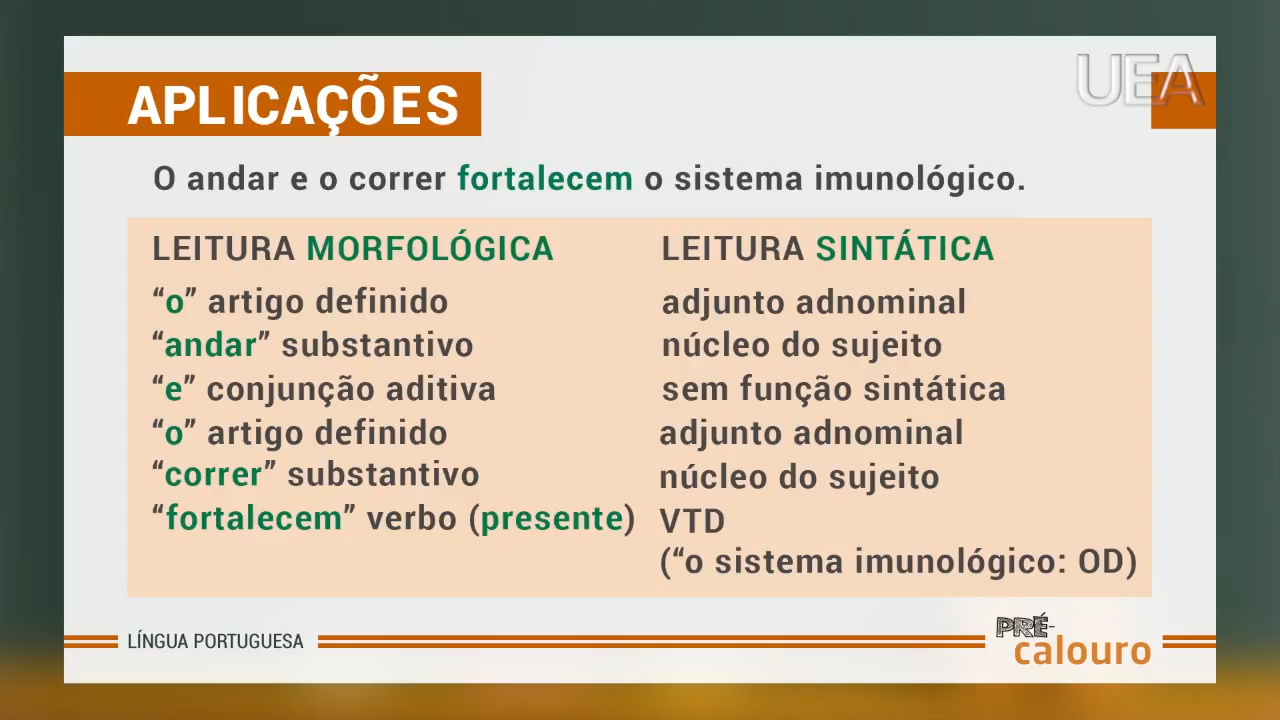 UEA
APLICAÇÕES
O andar e o correr fortalecem o sistema imunológico.
LEITURA MORFOLÓGICA
“o” artigo definido
“andar” substantivo
“e” conjunção aditiva
“o” artigo definido
“correr” substantivo
“fortalecem” verbo (presente)
LEITURA SINTÁTICA
adjunto adnominal
núcleo do sujeito
sem função sintática
adjunto adnominal
núcleo do sujeito
VTD
(“o sistema imunológico: OD)
LÍNGUA PORTUGUESA
PRÉ-
calouro